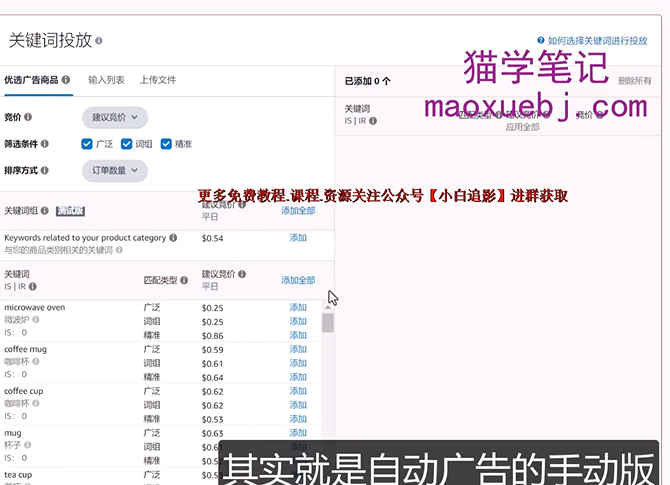 关键词投放
如何选择关键词进行投放
猫学笔记
maoxuebj.com
优选广告商品 输入列表 上传文件
已添加 0 个 删除所有
竞价 建议竞价
关键词 匹配类型 建议竞价 竞价
IS | IR
应用全部
筛选条件 广泛 词组 精准
排序方式 订单数量
更多免费教程.课程.资源关注公众号【小白追影】进群获取
关键词组 测试版 建议竞价 添加全部
平日
Keywords related to your product category $0.54 添加
与您的商品类别相关的关键词
关键词 匹配类型 建议竞价 添加全部
IS | IR 平日
microwave oven 广泛 $0.25 添加
微波炉 词组 $0.25 添加
IS: 0 精准 $0.86 添加
coffee mug 广泛 $0.59 添加
咖啡杯 词组 $0.61 添加
IS: 0 精准 $0.64 添加
coffee cup 广泛 $0.62 添加
咖啡杯 词组 $0.62 添加
IS: 0 精准 $0.53 添加
mug 广泛 $0.63 添加
杯子 词组
IS: 0 精准
tea cup 广泛
其实就是自动广告的手动版